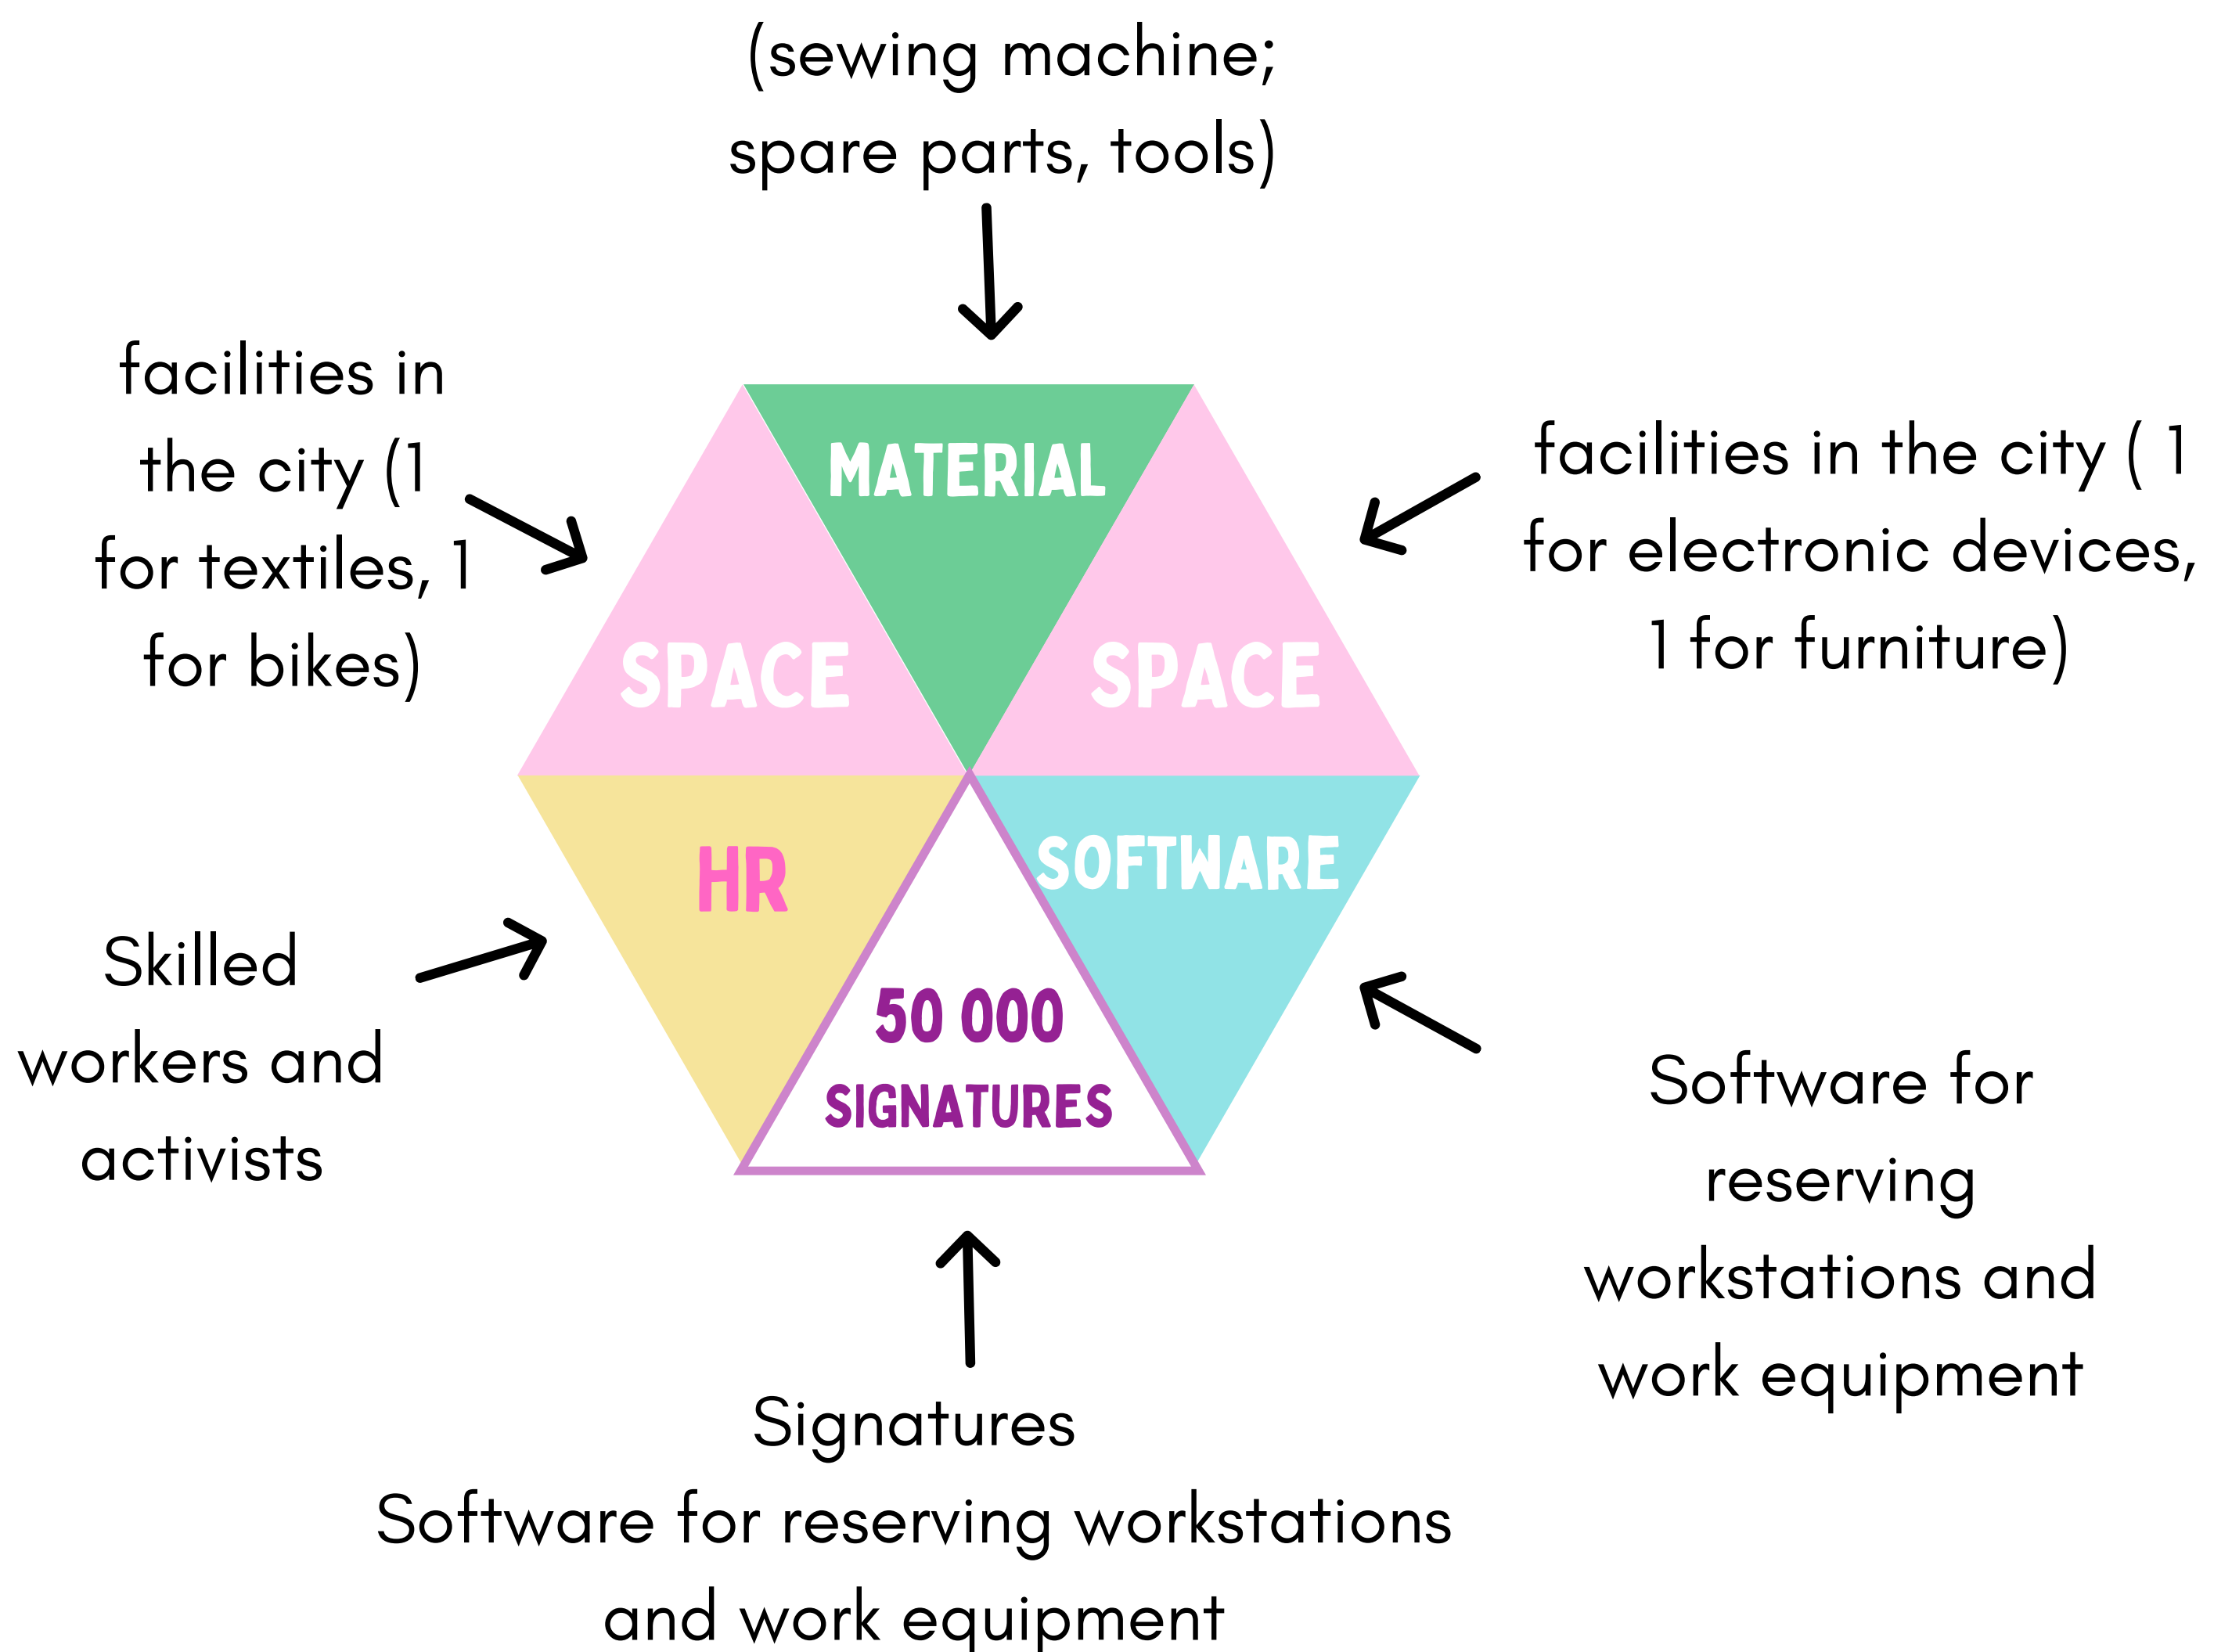 (sewing machine;
spare parts, tools)
facilities in
the city (1
for textiles, 1
for bikes)
facilities in the city ( 1
for electronic devices,
1 for furniture)
MATERIAL
SPACE
SPACE
HR
SOFTWARE
50 000
SIGNATURES
Skilled
workers and
activists
Software for
reserving
workstations and
work equipment
Signatures
Software for reserving workstations
and work equipment